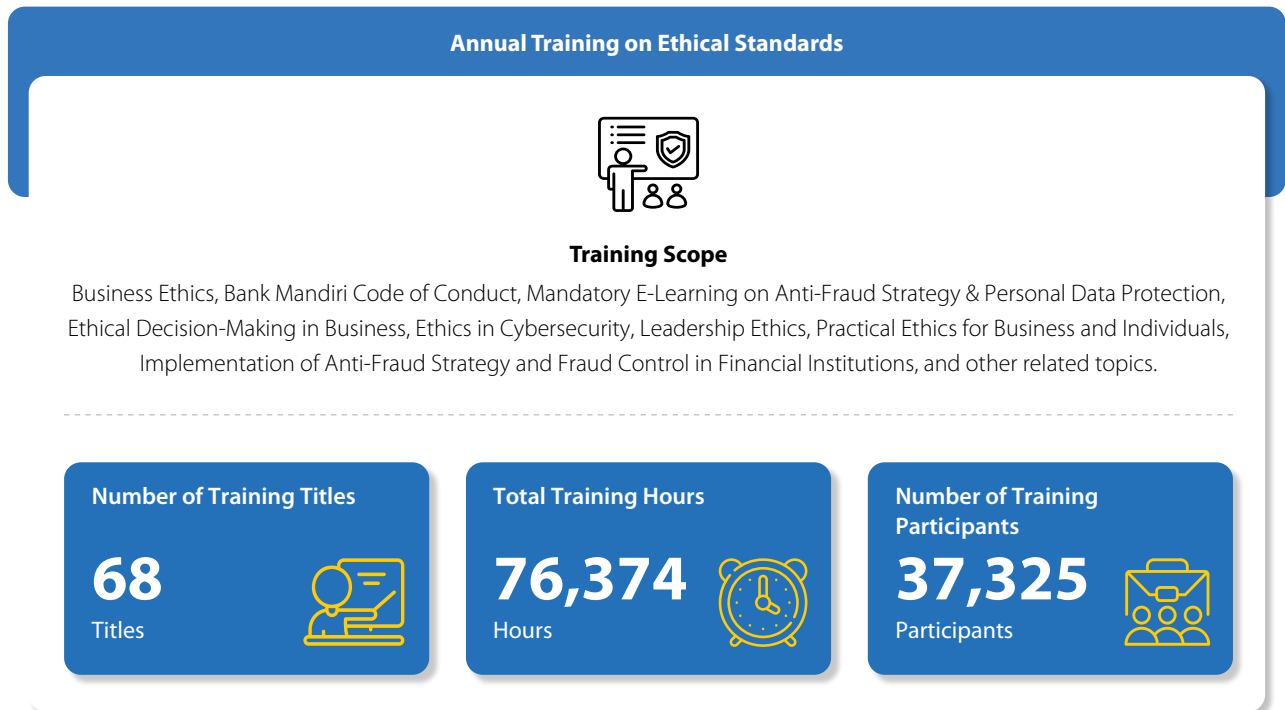 Annual Training on Ethical Standards
Training Scope
Business Ethics, Bank Mandiri Code of Conduct, Mandatory E-Learning on Anti-Fraud Strategy & Personal Data Protection,
Ethical Decision-Making in Business, Ethics in Cybersecurity, Leadership Ethics, Practical Ethics for Business and Individuals,
Implementation of Anti-Fraud Strategy and Fraud Control in Financial Institutions, and other related topics.
Number of Training Titles
68
Titles
Total Training Hours
76,374
Hours
Number of Training
Participants
37,325
Participants